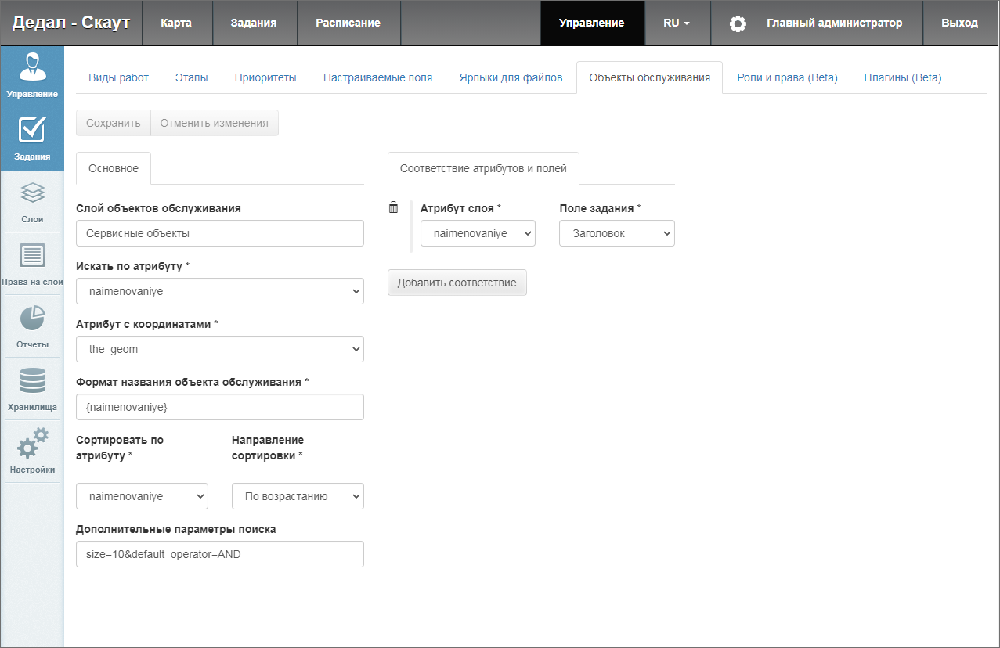 Дедал - Скаут Карта Задания Расписание Управление RU Главный администратор Выход
Управление
Задания
Слои
Права на слои
Отчеты
Хранилища
Настройки
Виды работ Этапы Приоритеты Настраиваемые поля Ярлыки для файлов Объекты обслуживания Роли и права (Beta) Плагины (Beta)
Сохранить Отменить изменения
Основное
Слой объектов обслуживания
Сервисные объекты
Искать по атрибуту *
naimenovaniye
Атрибут с координатами *
the_geom
Формат названия объекта обслуживания *
{naimenovaniye}
Сортировать по
атрибуту *
naimenovaniye
Направление
сортировки *
По возрастанию
Дополнительные параметры поиска
size=10&default_operator=AND
Соответствие атрибутов и полей
Атрибут слоя *
naimenovaniye
Поле задания *
Заголовок
Добавить соответствие